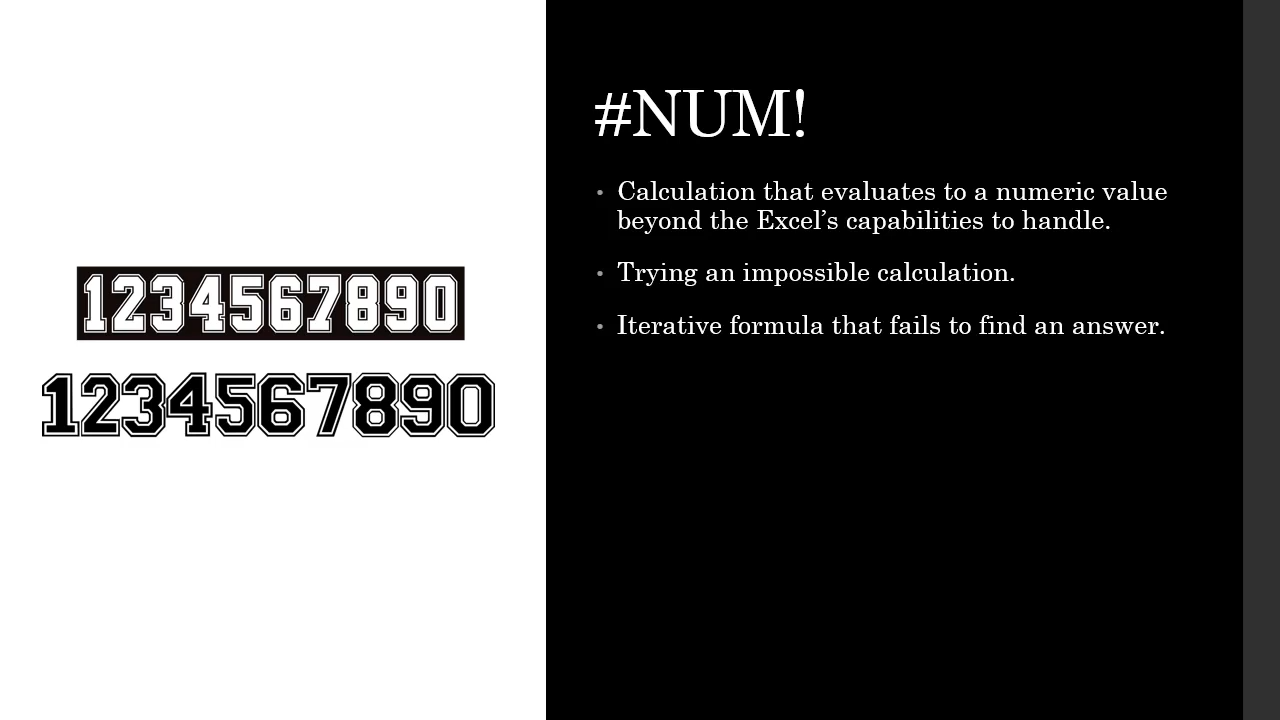 1234567890
1234567890
#NUM!
• Calculation that evaluates to a numeric value
beyond the Excel’s capabilities to handle.
• Trying an impossible calculation.
• Iterative formula that fails to find an answer.